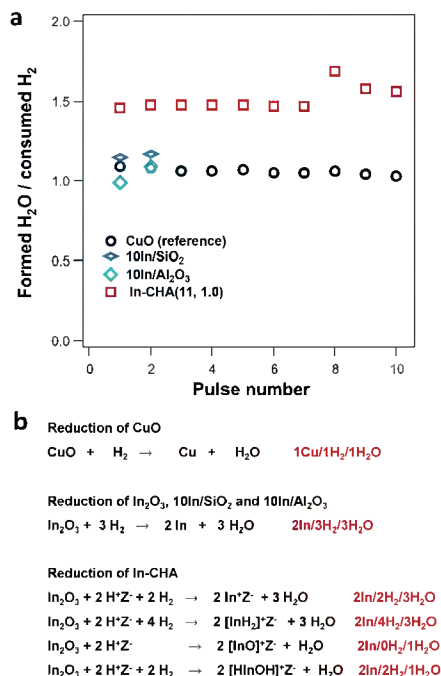 a
Formed H₂O / consumed H₂
2.0
1.5
1.0
0.5
0.0
CuO (reference)
10In/SiO₂
10In/Al₂O₃
In-CHA(11, 1.0)
0 2 4 6 8 10
Pulse number
b
Reduction of CuO
CuO + H₂ → Cu + H₂O 1Cu/1H₂/1H₂O
Reduction of In₂O₃, 10In/SiO₂ and 10In/Al₂O₃
In₂O₃ + 3 H₂ → 2 In + 3 H₂O 2In/3H₂/3H₂O
Reduction of In-CHA
In₂O₃ + 2 H⁺Z⁻ + 2 H₂ → 2 In⁺Z⁻ + 3 H₂O 2In/2H₂/3H₂O
In₂O₃ + 2 H⁺Z⁻ + 4 H₂ → 2 [InH₂]⁺Z⁻ + 3 H₂O 2In/4H₂/3H₂O
In₂O₃ + 2 H⁺Z⁻ → 2 [InO]⁺Z⁻ + H₂O 2In/0H₂/1H₂O
In₂O₃ + 2 H⁺Z⁻ + 2 H₂ → 2 [HInOH]⁺Z⁻ + H₂O 2In/2H₂/1H₂O